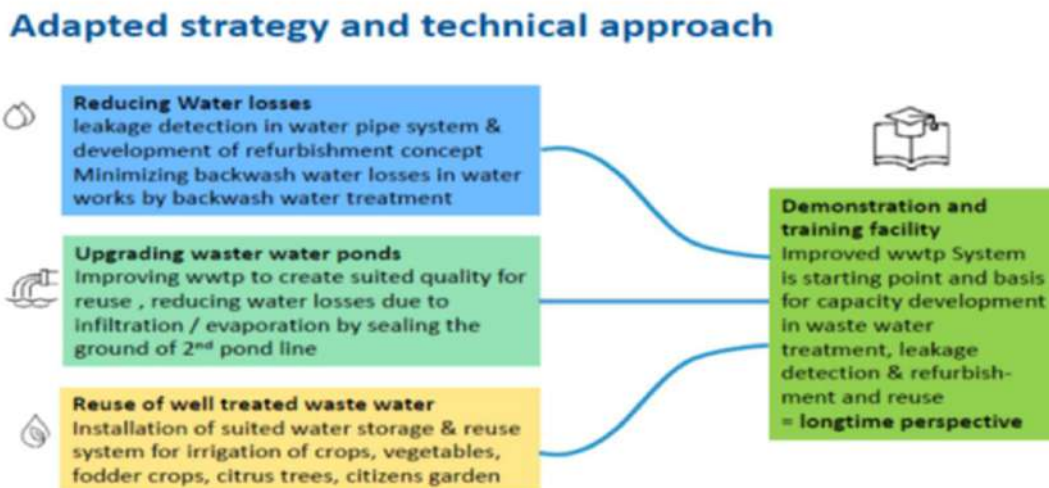 Adapted strategy and technical approach
Reducing Water losses
leakage detection in water pipe system &
development of refurbishment concept
Minimizing backwash water losses in water
works by backwash water treatment
Upgrading waster water ponds
Improving wwtp to create suited quality for
reuse , reducing water losses due to
infiltration / evaporation by sealing the
ground of 2nd pond line
Reuse of well treated waste water
Installation of suited water storage & reuse
system for irrigation of crops, vegetables,
fodder crops, citrus trees, citizens garden
Demonstration and
training facility
Improved wwtp System
is starting point and basis
for capacity development
in waste water
treatment, leakage
detection & refurbish-
ment and reuse
= longtime perspective